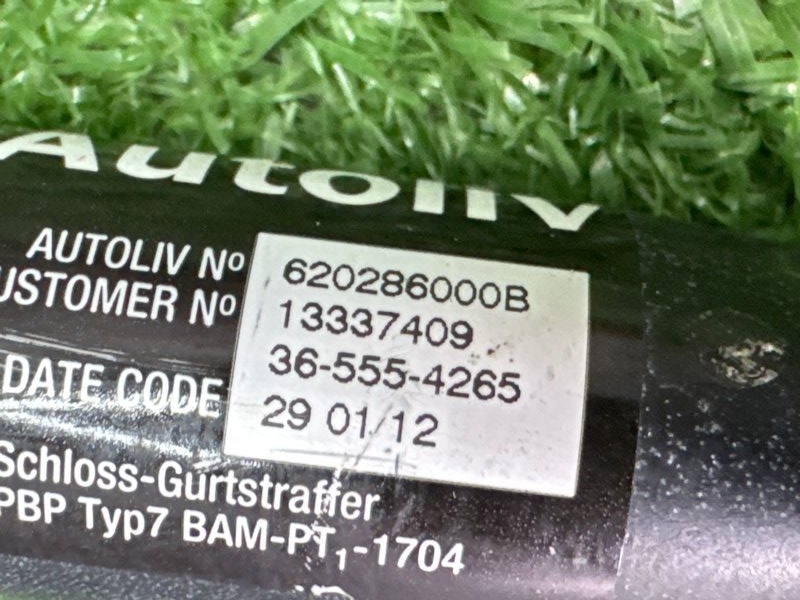 Autoliv
AUTOLIV Nº 620286000B
CUSTOMER Nº 13337409
36-555-4265
DATE CODE 29 01/12
Schloss-Gurtstraffer
PBP Typ7 BAM-PT₁-1704